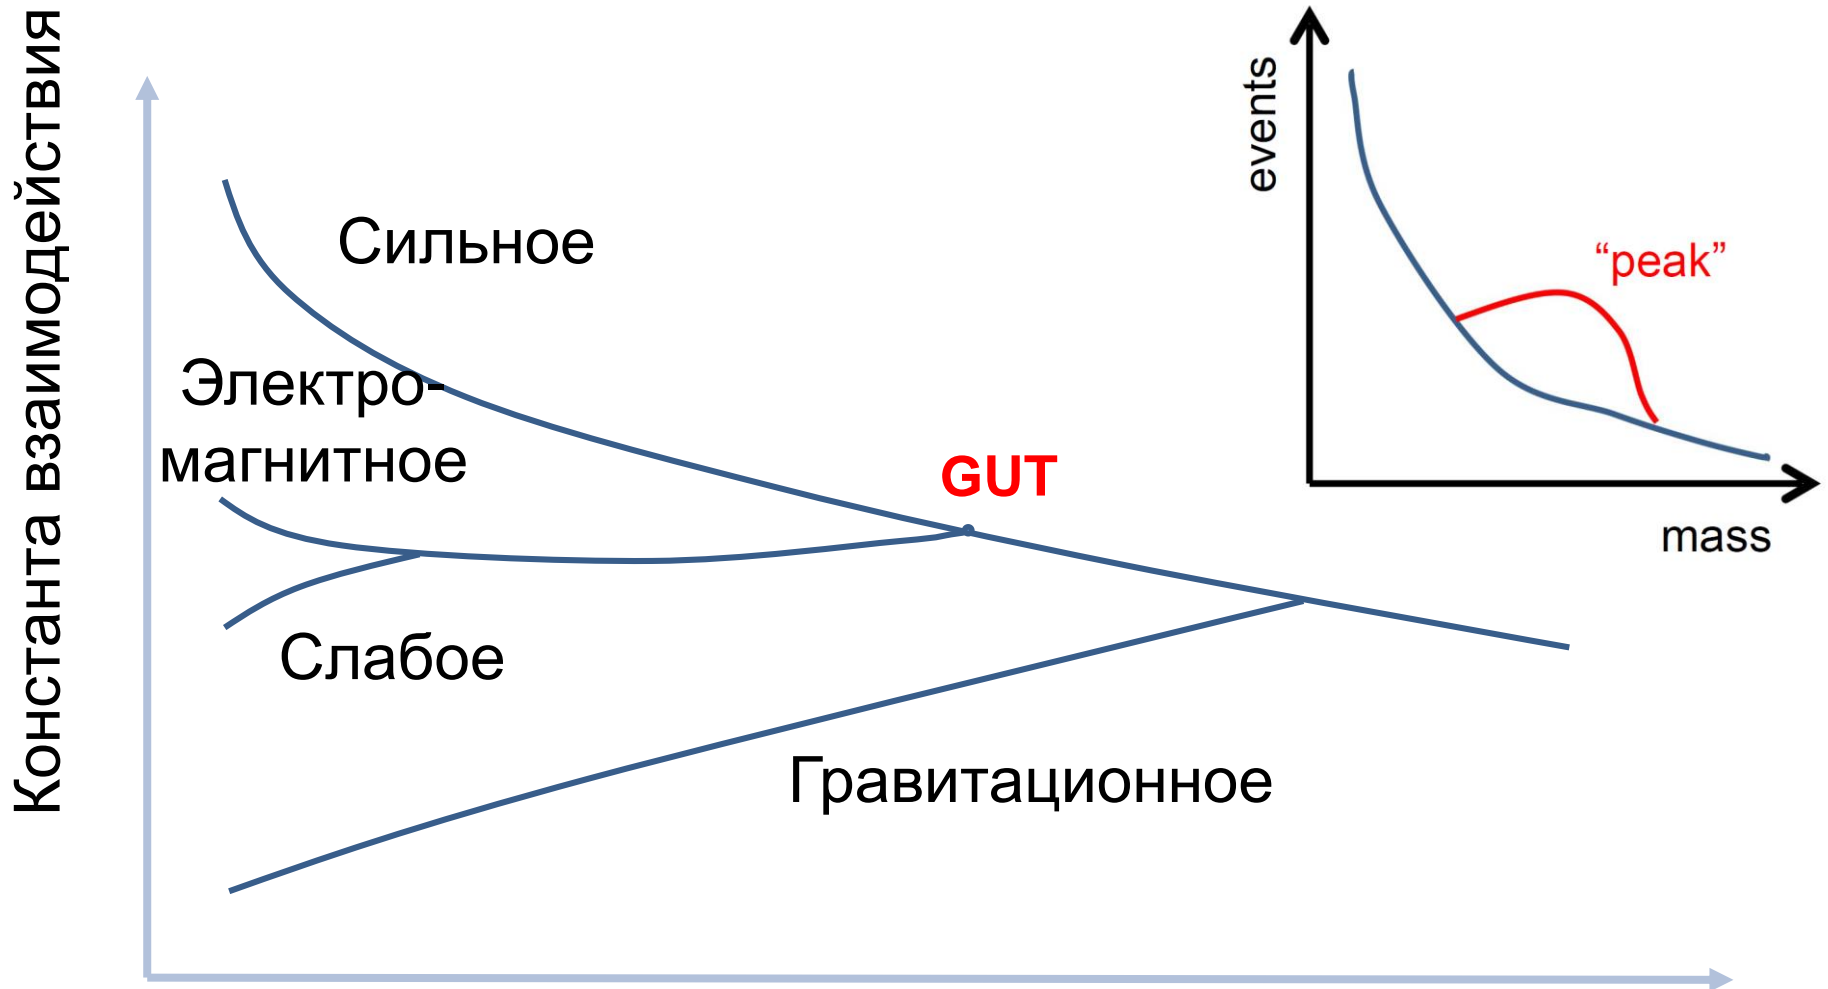 Константа взаимодействия
Сильное
Электро-
магнитное
Слабое
Гравитационное
GUT
events
“peak”
mass